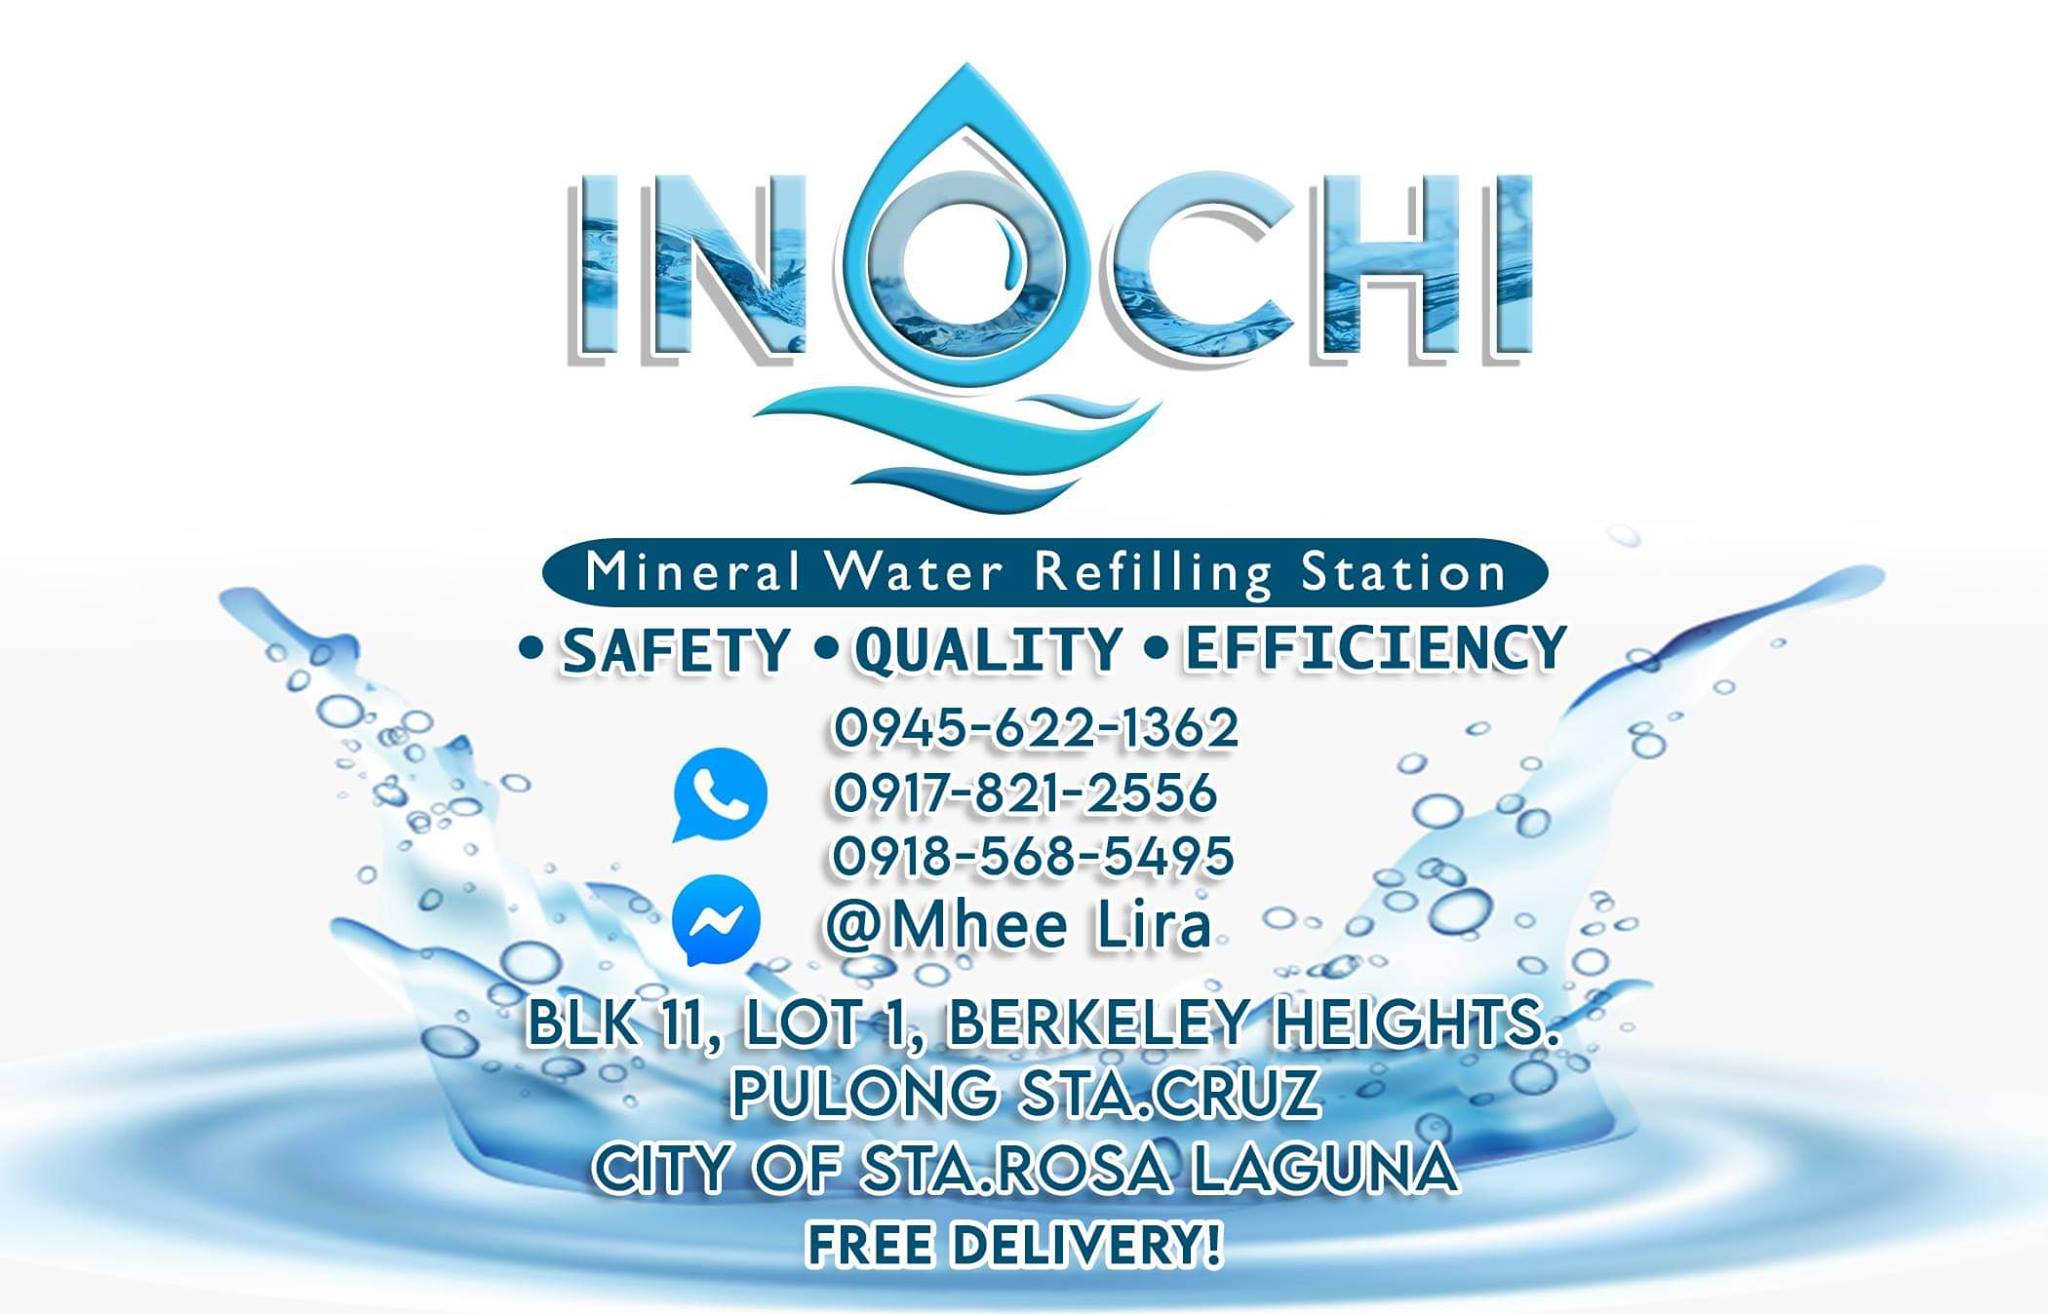 INOCHI
Mineral Water Refilling Station
• SAFETY • QUALITY • EFFICIENCY
0945-622-1362
0917-821-2556
0918-568-5495
@Mhee Lira
BLK 11, LOT 1, BERKELEY HEIGHTS.
PULONG STA.CRUZ
CITY OF STA.ROSA LAGUNA
FREE DELIVERY!